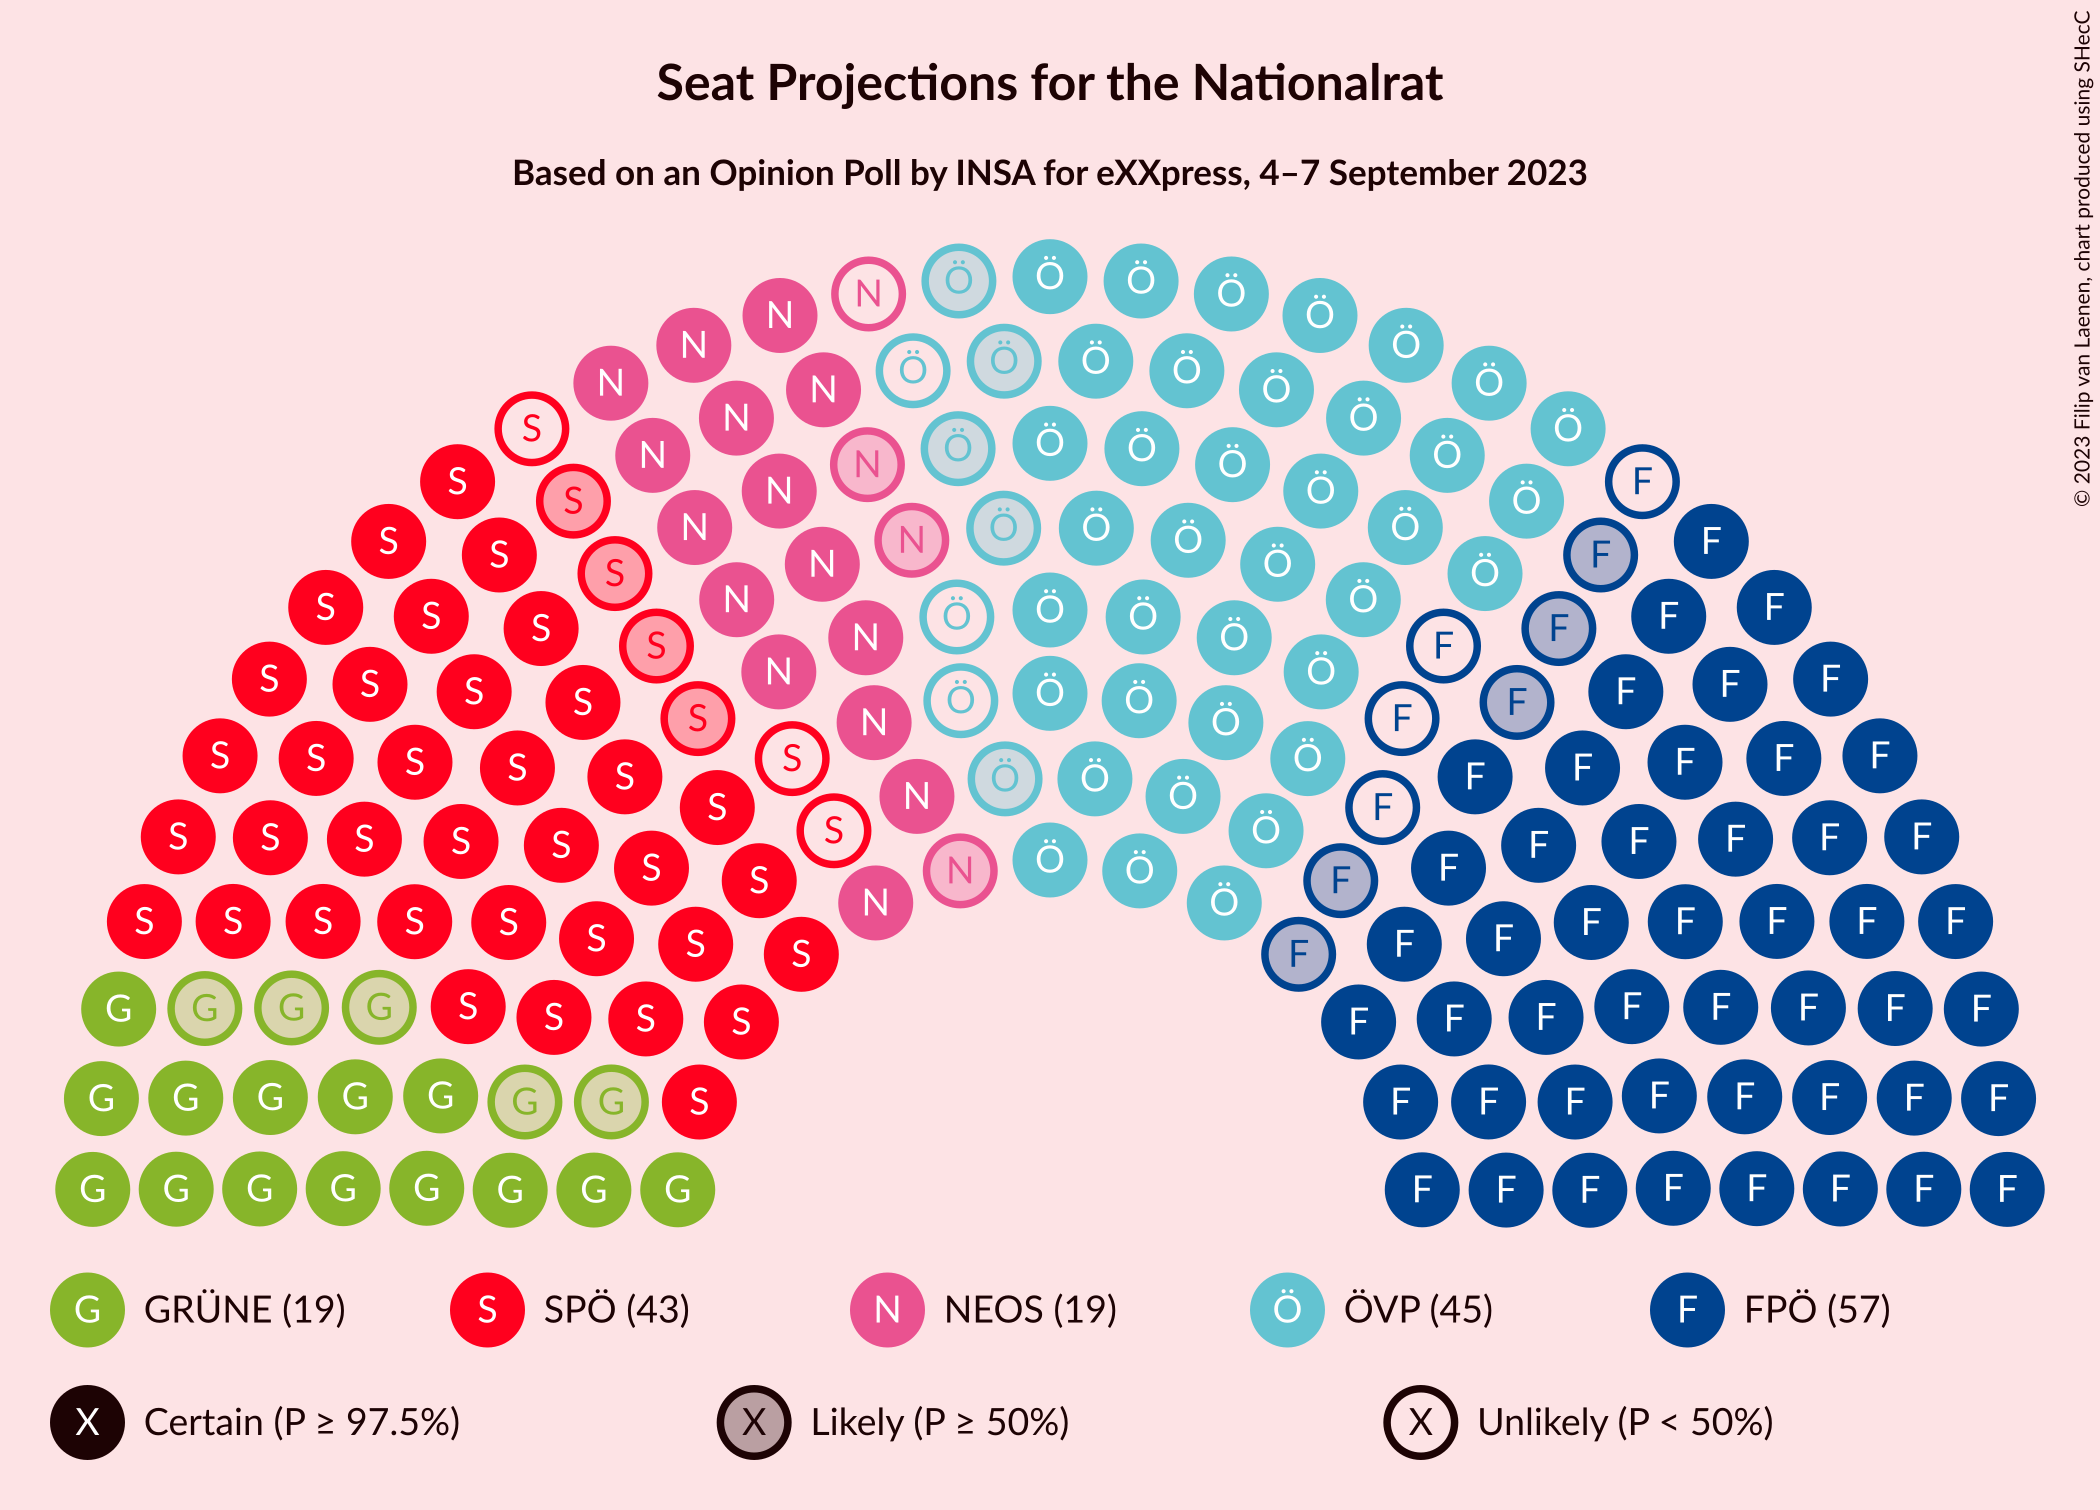 Seat Projections for the Nationalrat
Based on an Opinion Poll by INSA for eXXpress, 4–7 September 2023
© 2023 Filip van Laenen, chart produced using SHecC
G GRÜNE (19) S SPÖ (43) N NEOS (19) Ö ÖVP (45) F FPÖ (57)
X Certain (P ≥ 97.5%) X Likely (P ≥ 50%) X Unlikely (P < 50%)